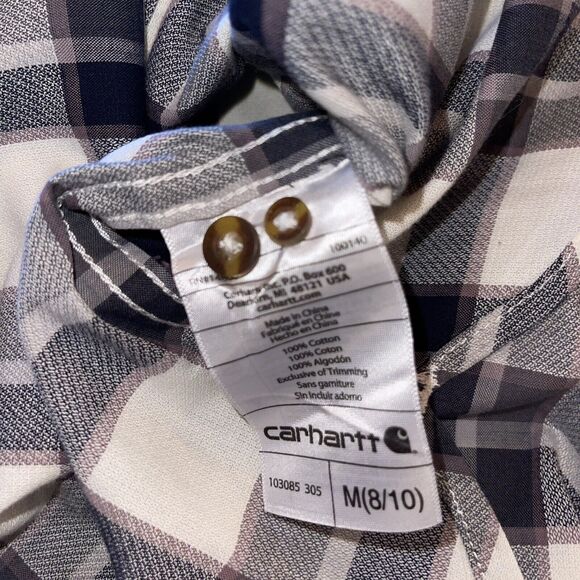 100140
RN#
Carhartt Inc. P.O. Box 600
Dearborn, MI 48121 USA
carhartt.com
Made in China
Fabriqué en China
Hecho en China
100% Cotton
100% Coton
100% Algodón
Exclusive of Trimming
Sans garniture
Sin incluir adorno
carhartt
103085 305
M(8/10)